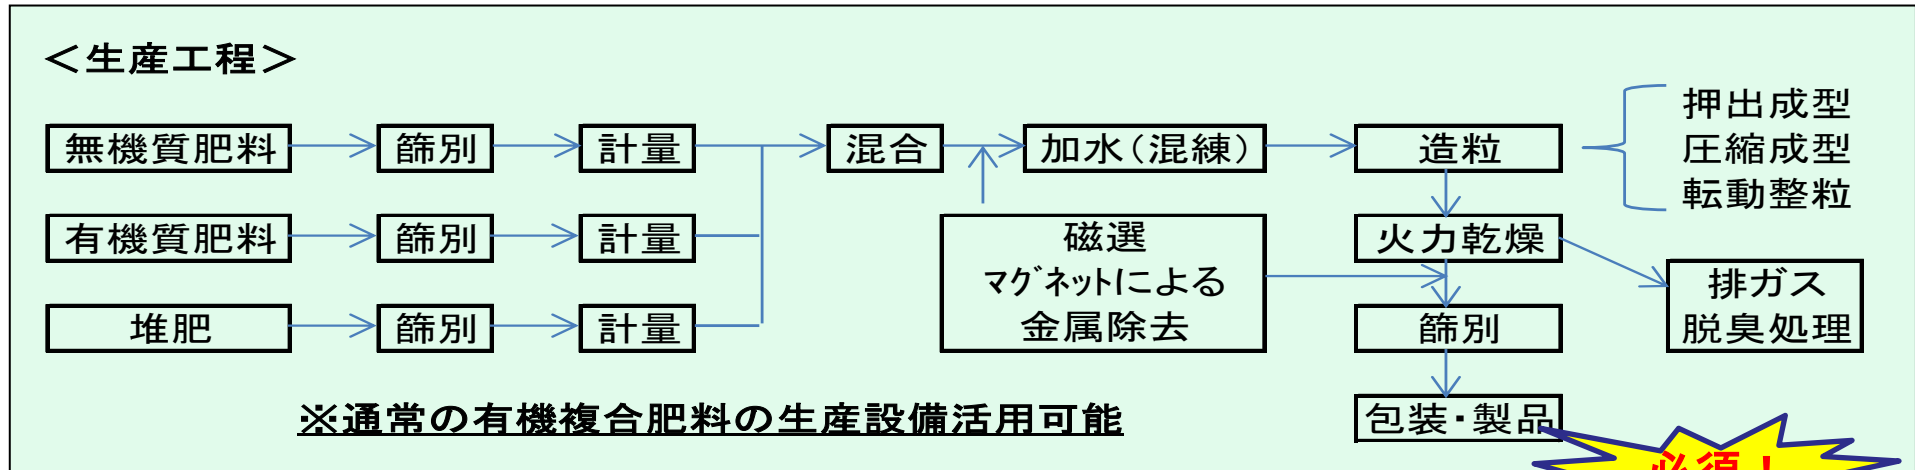 ＜生産工程＞
無機質肥料
篩別
計量
混合
加水（混練）
造粒
押出成型
圧縮成型
転動整粒
有機質肥料
篩別
計量
磁選
マグネットによる
金属除去
火力乾燥
排ガス
脱臭処理
堆肥
篩別
計量
篩別
包装・製品
※通常の有機複合肥料の生産設備活用可能
必須！